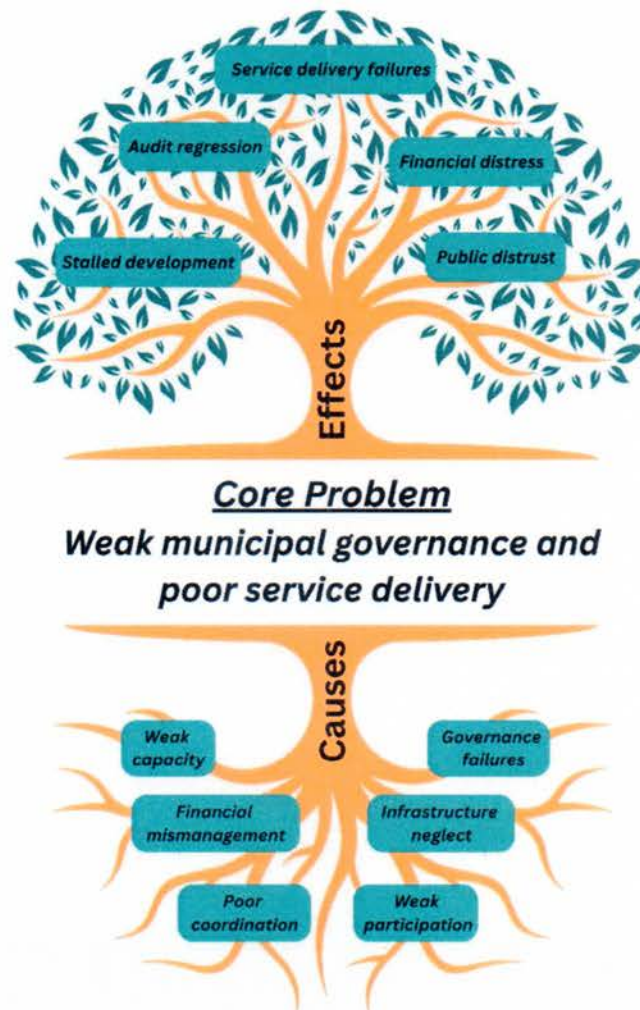 Service delivery failures
Audit regression
Financial distress
Stalled development
Public distrust
Effects
Core Problem
Weak municipal governance and
poor service delivery
Causes
Weak
capacity
Governance
failures
Financial
mismanagement
Infrastructure
neglect
Poor
coordination
Weak
participation